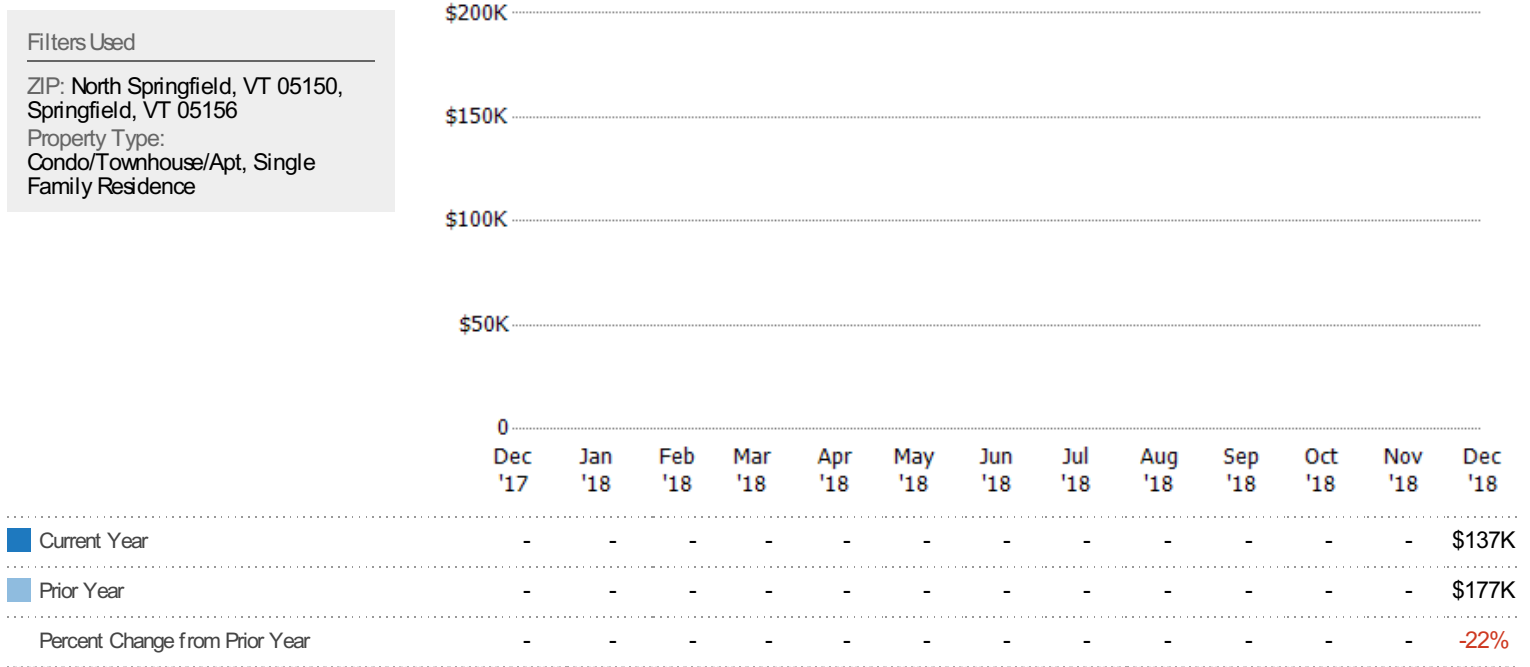 Filters Used
ZIP: North Springfield, VT 05150,
Springfield, VT 05156
Property Type:
Condo/Townhouse/Apt, Single
Family Residence
$200K
$150K
$100K
$50K
0
Dec Jan Feb Mar Apr May Jun Jul Aug Sep Oct Nov Dec
'17 '18 '18 '18 '18 '18 '18 '18 '18 '18 '18 '18 '18
Current Year - - - - - - - - - - - - $137K
Prior Year - - - - - - - - - - - - $177K
Percent Change from Prior Year - - - - - - - - - - - - -22%